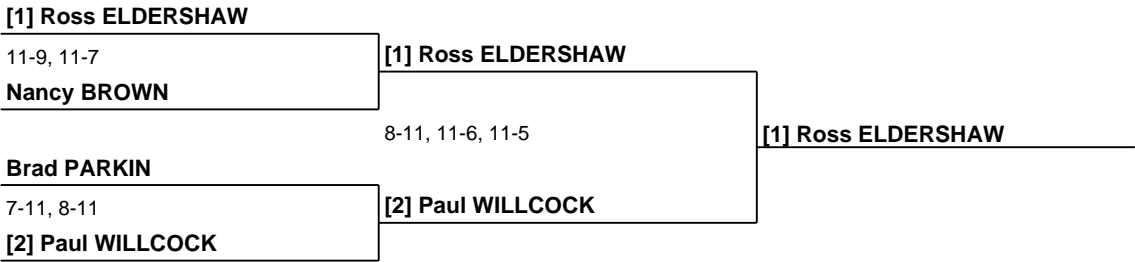 [1] Ross ELDERSHAW
11-9, 11-7
[1] Ross ELDERSHAW
Nancy BROWN
8-11, 11-6, 11-5
[1] Ross ELDERSHAW
Brad PARKIN
7-11, 8-11
[2] Paul WILLCOCK
[2] Paul WILLCOCK